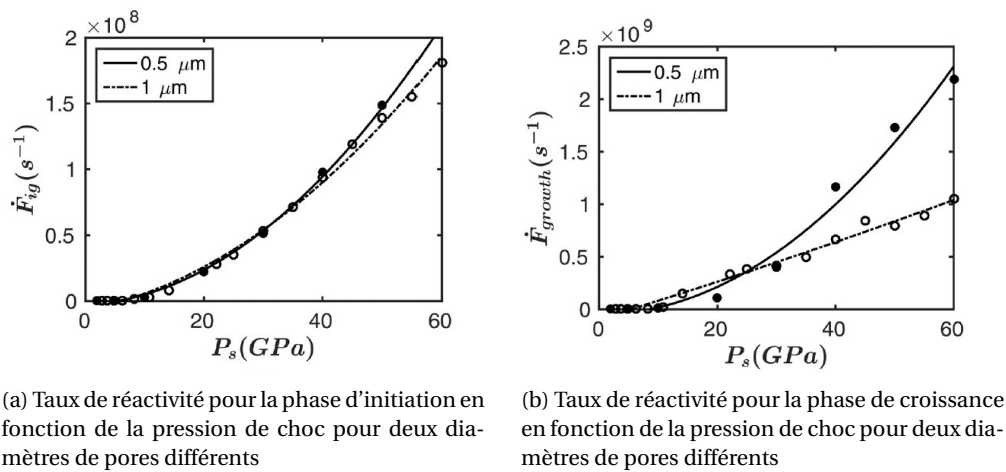 ×10⁸
2
1.5
1
0.5
0
0.5 μm
1 μm
Ḟ_ig(s⁻¹)
0 20 40 60
P_s(GPa)
(a) Taux de réactivité pour la phase d'initiation en
fonction de la pression de choc pour deux dia-
mètres de pores différents
×10⁹
2.5
2
1.5
1
0.5
0
0.5 μm
1 μm
Ḟ_growth(s⁻¹)
0 20 40 60
P_s(GPa)
(b) Taux de réactivité pour la phase de croissance
en fonction de la pression de choc pour deux dia-
mètres de pores différents